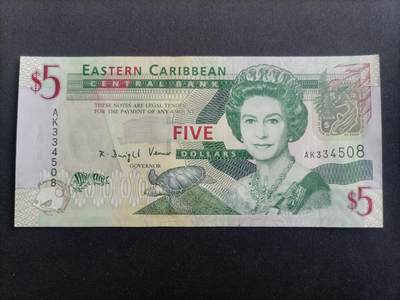 EASTERN CARIBBEAN
CENTRAL BANK
$5
THESE NOTES ARE LEGAL TENDER
FOR THE PAYMENT OF ANY AMOUNT
AK334508
FIVE
DOLLARS
AK334508
GOVERNOR
$5